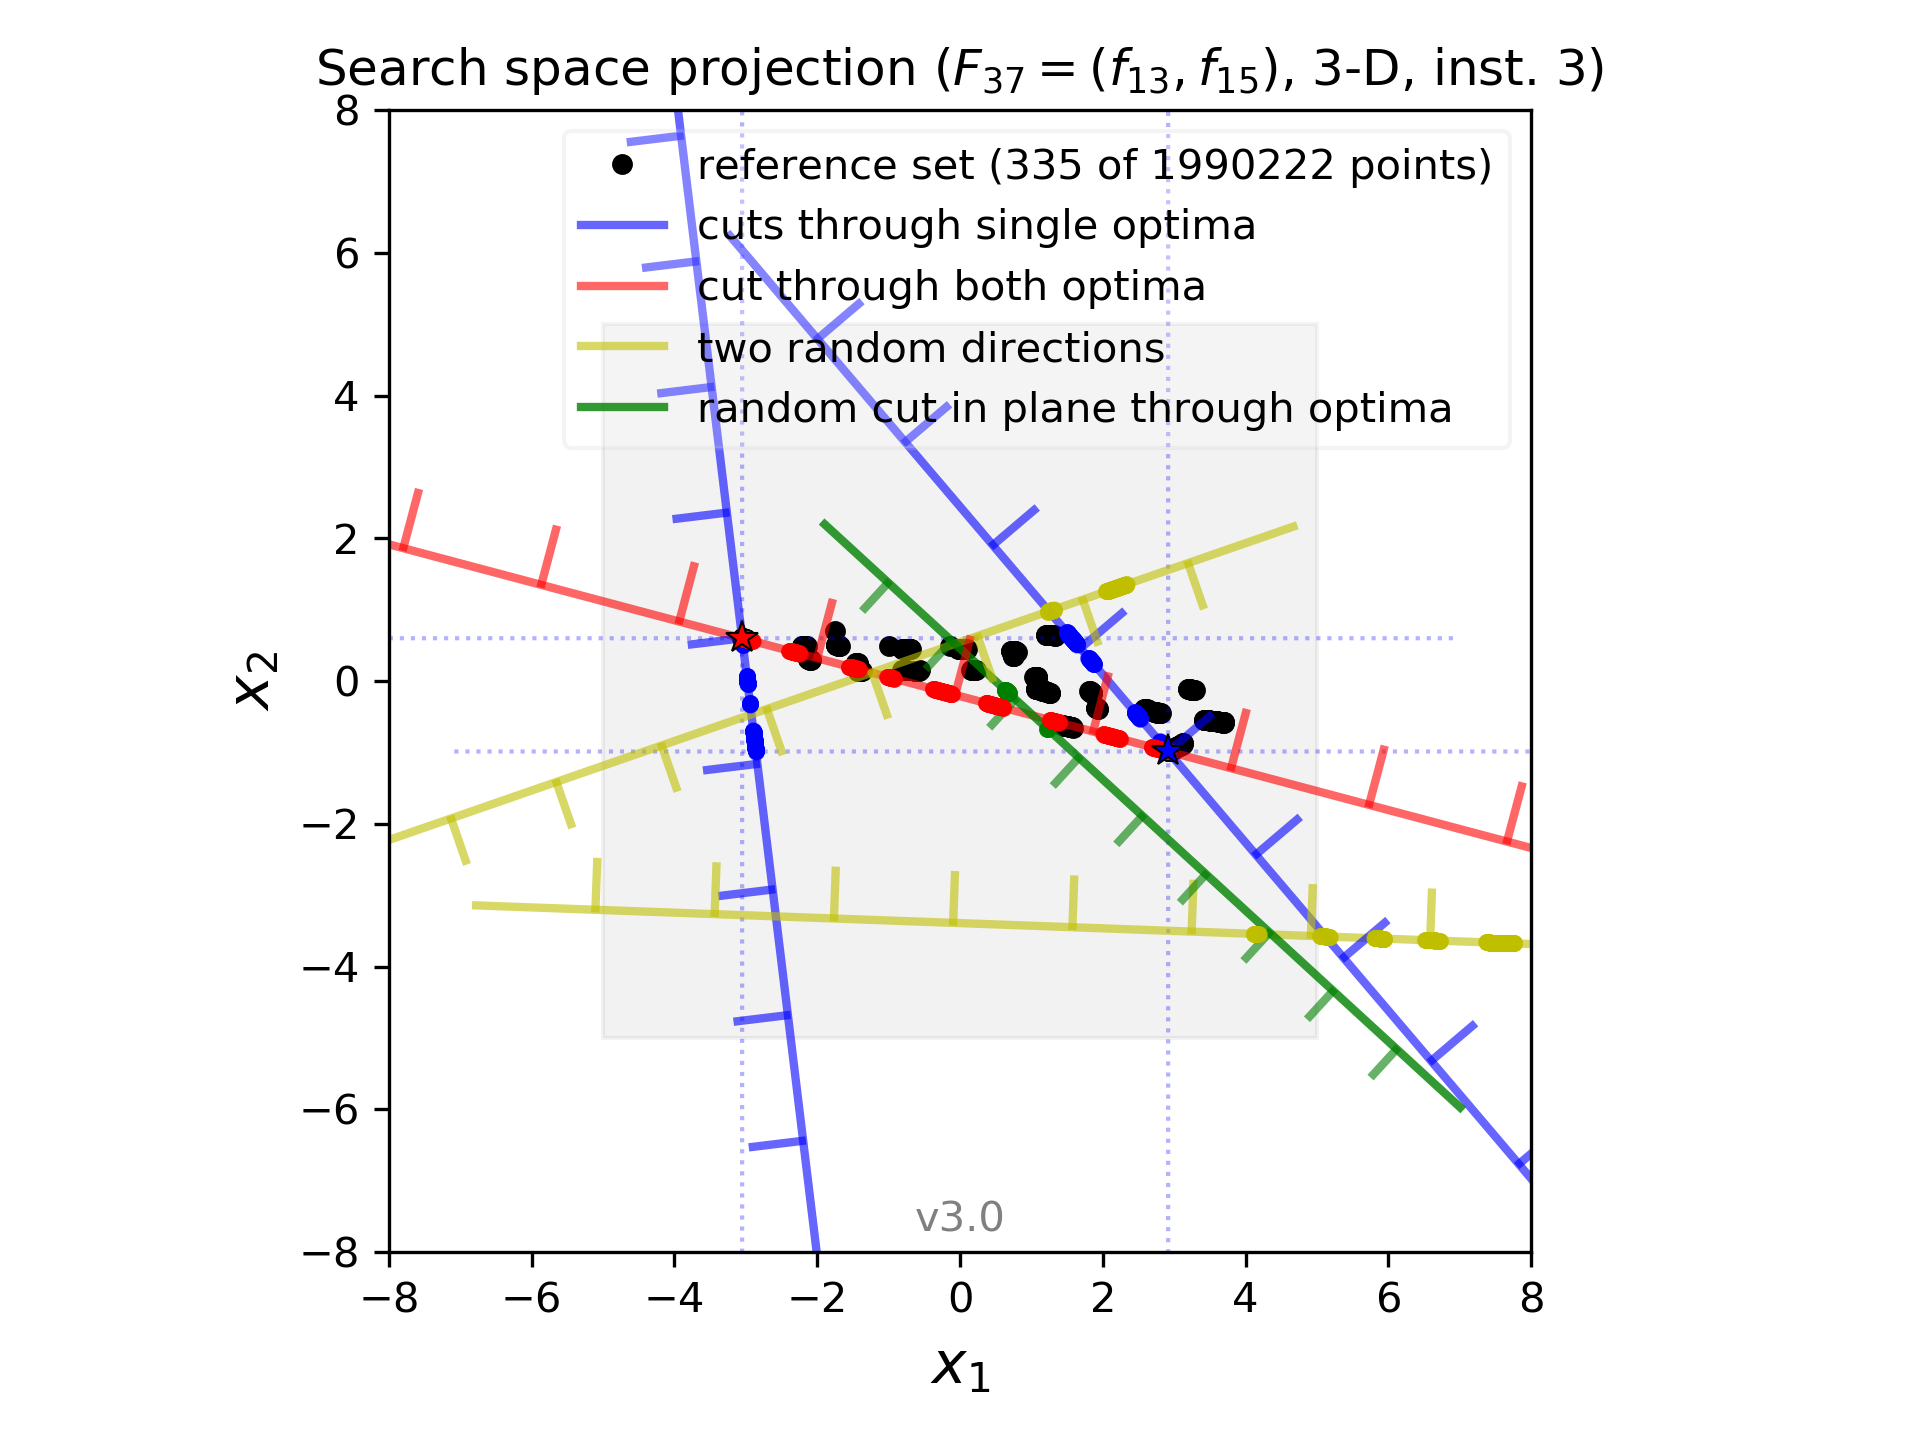 Search space projection (F37 = (f13, f15), 3-D, inst. 3)
reference set (335 of 1990222 points)
cuts through single optima
cut through both optima
two random directions
random cut in plane through optima
8
6
4
2
0
−2
−4
−6
−8
x2
v3.0
−8 −6 −4 −2 0 2 4 6 8
x1